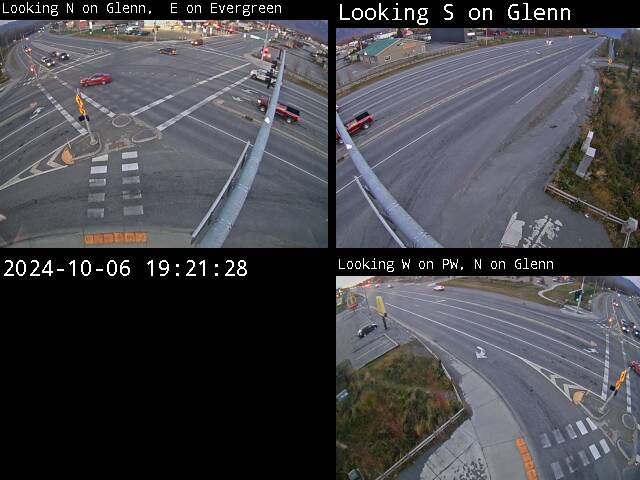 Looking N on Glenn,  E on Evergreen
Looking S on Glenn
2024-10-06 19:21:28
Looking W on PW, N on Glenn